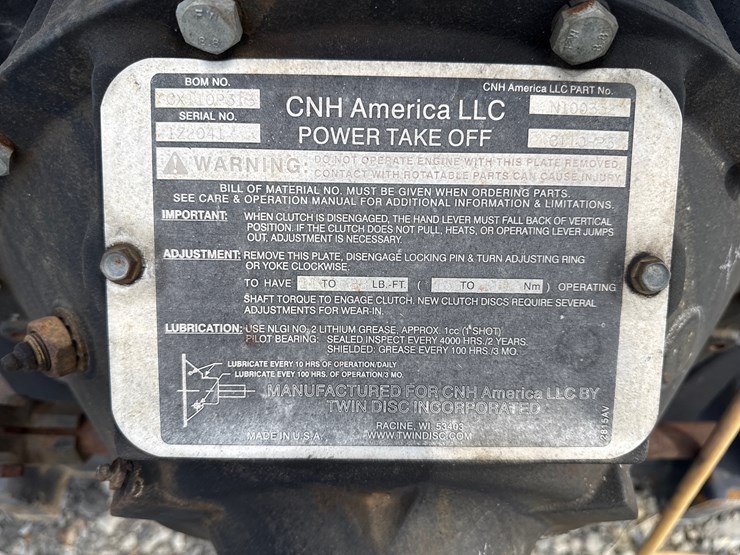 BOM NO.
SERIAL NO.
CNH America LLC
POWER TAKE OFF
CNH America LLC PART No.
WARNING: DO NOT OPERATE ENGINE WITH THIS PLATE REMOVED.
CONTACT WITH ROTATABLE PARTS CAN CAUSE INJURY.
BILL OF MATERIAL NO. MUST BE GIVEN WHEN ORDERING PARTS.
SEE CARE & OPERATION MANUAL FOR ADDITIONAL INFORMATION & LIMITATIONS.
IMPORTANT: WHEN CLUTCH IS DISENGAGED, THE HAND LEVER MUST FALL BACK OF VERTICAL
POSITION. IF THE CLUTCH DOES NOT PULL, HEATS, OR OPERATING LEVER JUMPS
OUT, ADJUSTMENT IS NECESSARY.
ADJUSTMENT: REMOVE THIS PLATE, DISENGAGE LOCKING PIN & TURN ADJUSTING RING
OR YOKE CLOCKWISE.
TO HAVE TO LB.-FT. ( TO Nm) OPERATING
SHAFT TORQUE TO ENGAGE CLUTCH. NEW CLUTCH DISCS REQUIRE SEVERAL
ADJUSTMENTS FOR WEAR-IN.
LUBRICATION: USE NLGI NO. 2 LITHIUM GREASE, APPROX. 1cc (1 SHOT)
PILOT BEARING: SEALED INSPECT EVERY 4000 HRS./2 YEARS.
SHIELDED: GREASE EVERY 100 HRS./3 MO.
LUBRICATE EVERY 10 HRS OF OPERATION/DAILY
LUBRICATE EVEY 100 HRS. OF OPERATION/3 MO.
MANUFACTURED FOR CNH America LLC BY
TWIN DISC INCORPORATED
RACINE, WI 53403
MADE IN U.S.A.
WWW.TWINDISC.COM
2815AV